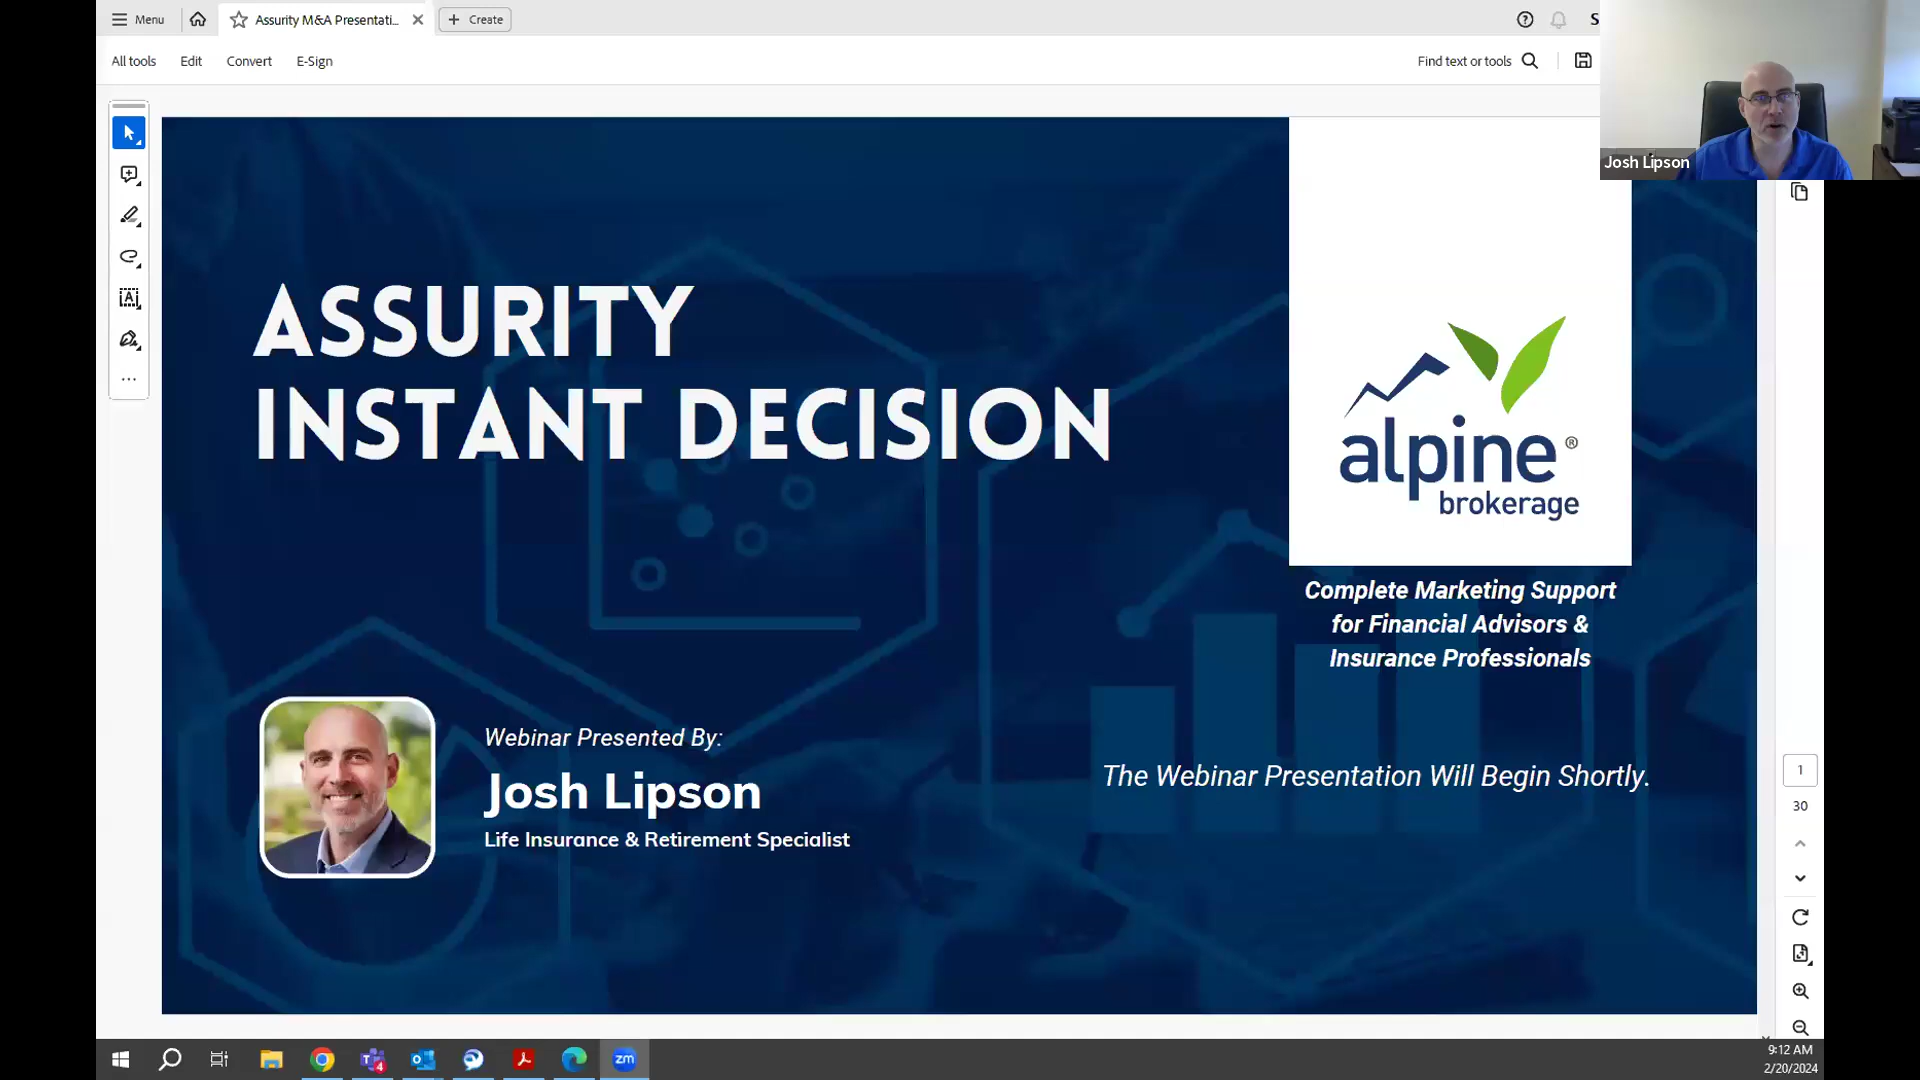 Menu
Assurity M&A Presentati...
Create
S
All tools
Edit
Convert
E-Sign
Find text or tools
Josh Lipson
ASSURITY
INSTANT DECISION
alpine ®
brokerage
Complete Marketing Support
for Financial Advisors &
Insurance Professionals
Webinar Presented By:
Josh Lipson
Life Insurance & Retirement Specialist
The Webinar Presentation Will Begin Shortly.
1
30
4
zm
9:12 AM
2/20/2024